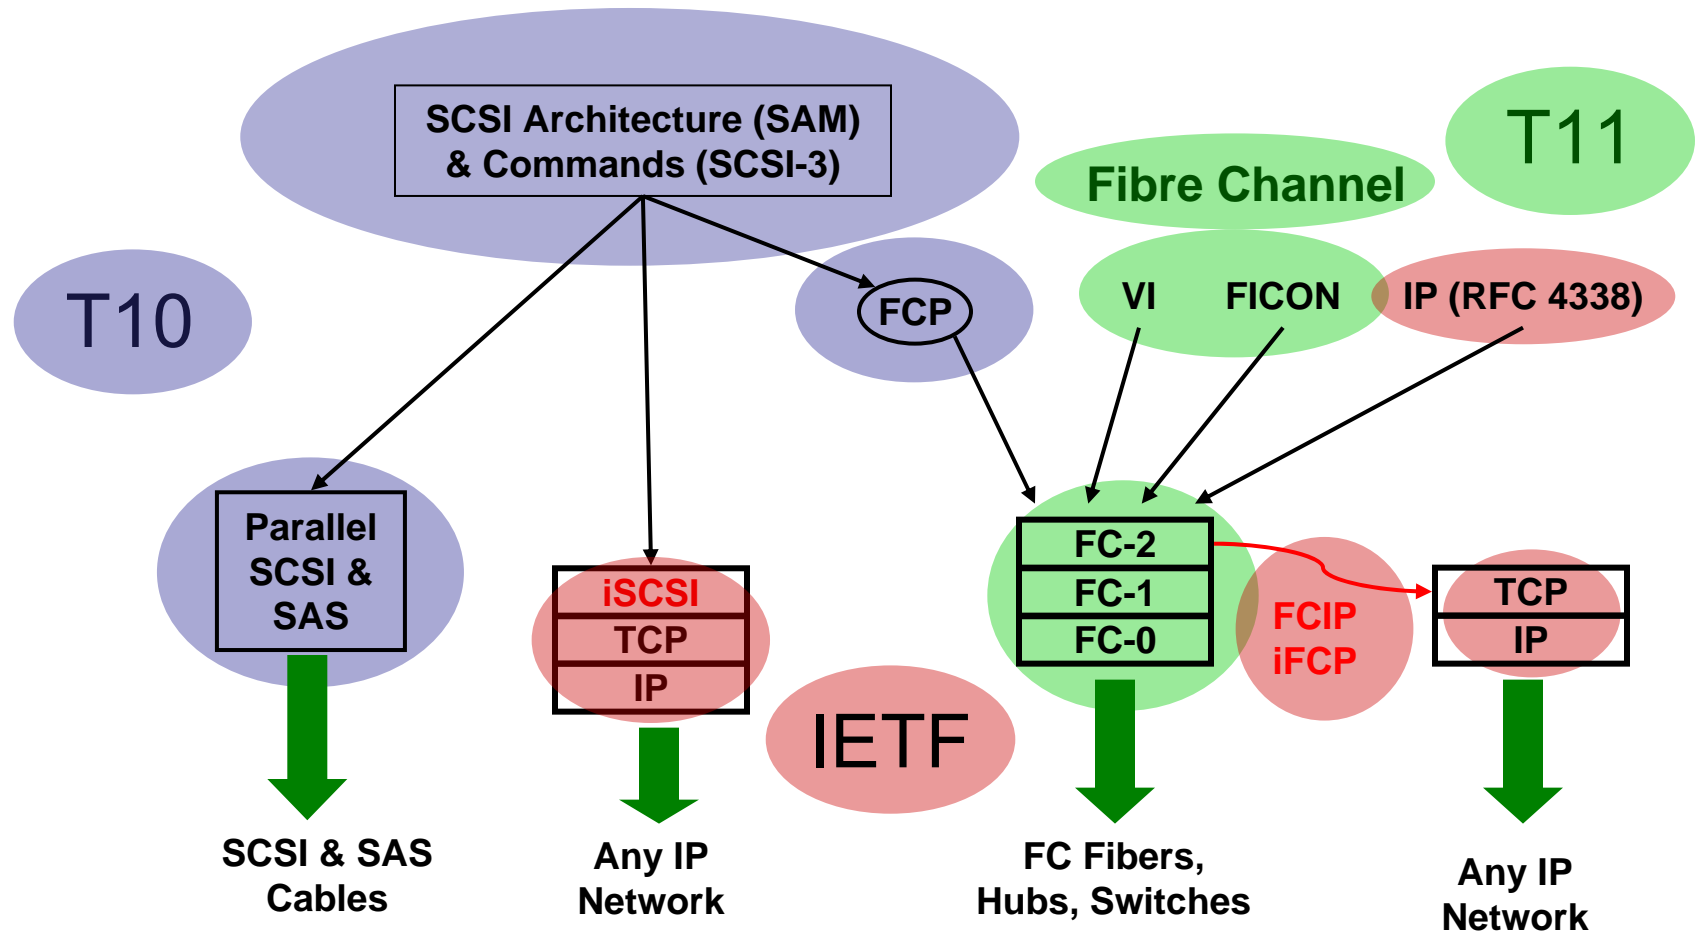 SCSI Architecture (SAM)
& Commands (SCSI-3)
T11
Fibre Channel
T10
FCP
VI
FICON
IP (RFC 4338)
Parallel
SCSI &
SAS
iSCSI
TCP
IP
FC-2
FC-1
FC-0
FCIP
iFCP
TCP
IP
IETF
SCSI & SAS
Cables
Any IP
Network
FC Fibers,
Hubs, Switches
Any IP
Network